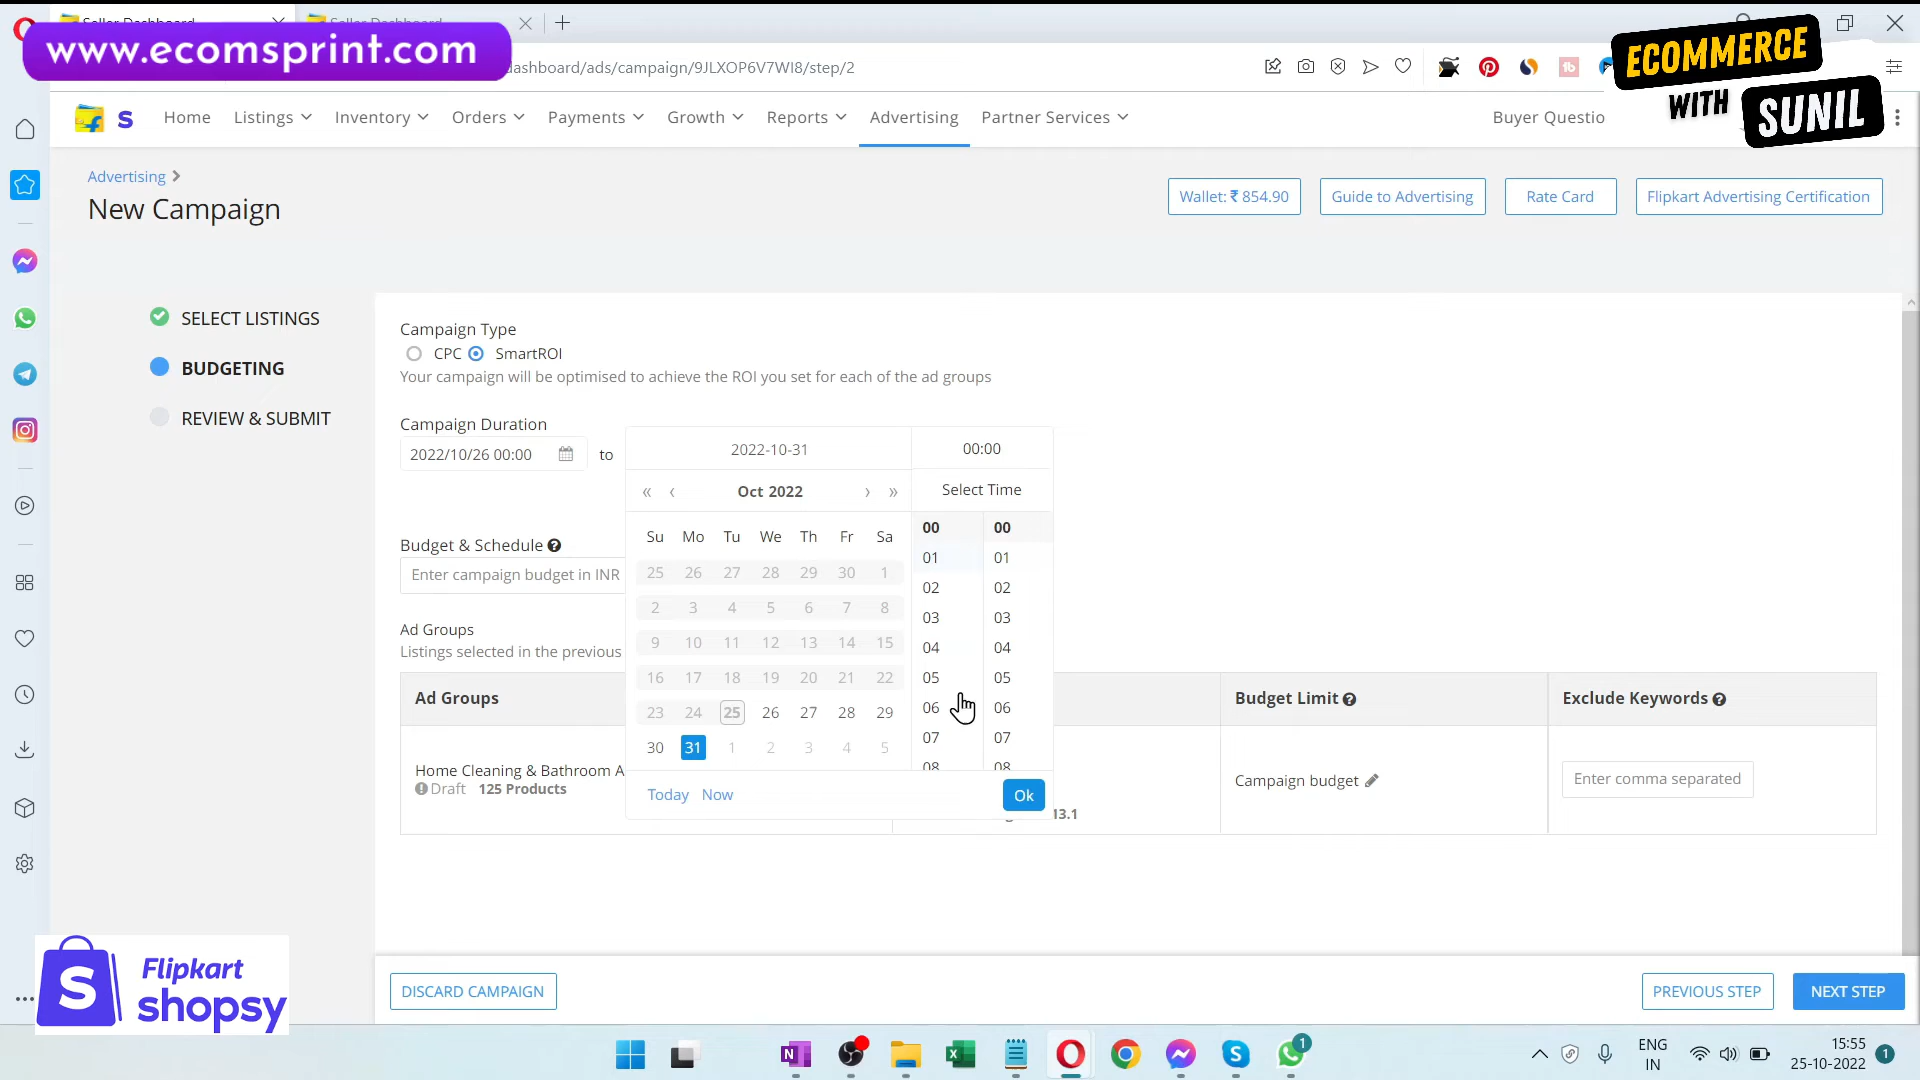 Seller Dashboard
Seller Dashboard
www.ecomsprint.com
dashboard/ads/campaign/9JLXOP6V7WI8/step/2
ECOMMERCE
WITH SUNIL
S
Home
Listings
Inventory
Orders
Payments
Growth
Reports
Advertising
Partner Services
Buyer Questio
Advertising
New Campaign
Wallet: ₹ 854.90
Guide to Advertising
Rate Card
Flipkart Advertising Certification
SELECT LISTINGS
BUDGETING
REVIEW & SUBMIT
Campaign Type
CPC
SmartROI
Your campaign will be optimised to achieve the ROI you set for each of the ad groups
Campaign Duration
2022/10/26 00:00
to
2022-10-31
00:00
« ‹ Oct 2022 › »
Select Time
Su Mo Tu We Th Fr Sa
25 26 27 28 29 30 1
2 3 4 5 6 7 8
9 10 11 12 13 14 15
16 17 18 19 20 21 22
23 24 25 26 27 28 29
30 31 1 2 3 4 5
00 00
01 01
02 02
03 03
04 04
05 05
06 06
07 07
08 08
Today
Now
Ok
Budget & Schedule
Enter campaign budget in INR
Ad Groups
Listings selected in the previous
Ad Groups
Budget Limit
Exclude Keywords
Home Cleaning & Bathroom A
Draft 125 Products
13.1
Campaign budget
Enter comma separated
DISCARD CAMPAIGN
PREVIOUS STEP
NEXT STEP
S
Flipkart
shopsy
1
ENG
IN
15:55
25-10-2022
1